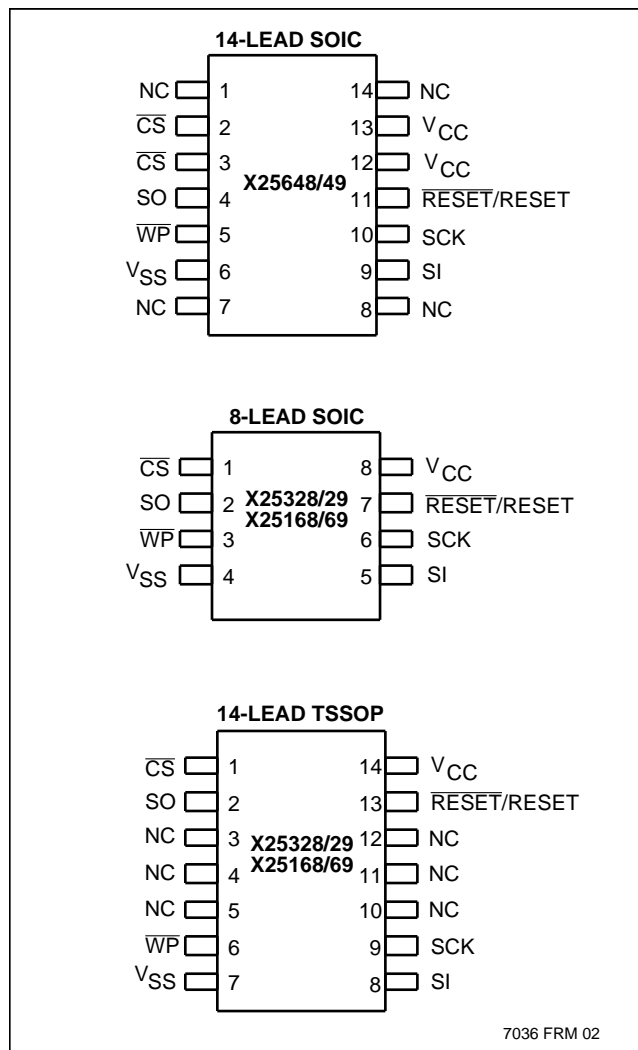 14-LEAD SOIC
NC 1 14 NC
CS 2 13 VCC
CS 3 12 VCC
X25648/49
SO 4 11 RESET/RESET
WP 5 10 SCK
VSS 6 9 SI
NC 7 8 NC
8-LEAD SOIC
CS 1 8 VCC
SO 2 X25328/29 7 RESET/RESET
X25168/69
WP 3 6 SCK
VSS 4 5 SI
14-LEAD TSSOP
CS 1 14 VCC
SO 2 13 RESET/RESET
NC 3 X25328/29 12 NC
X25168/69
NC 4 11 NC
NC 5 10 NC
WP 6 9 SCK
VSS 7 8 SI
7036 FRM 02